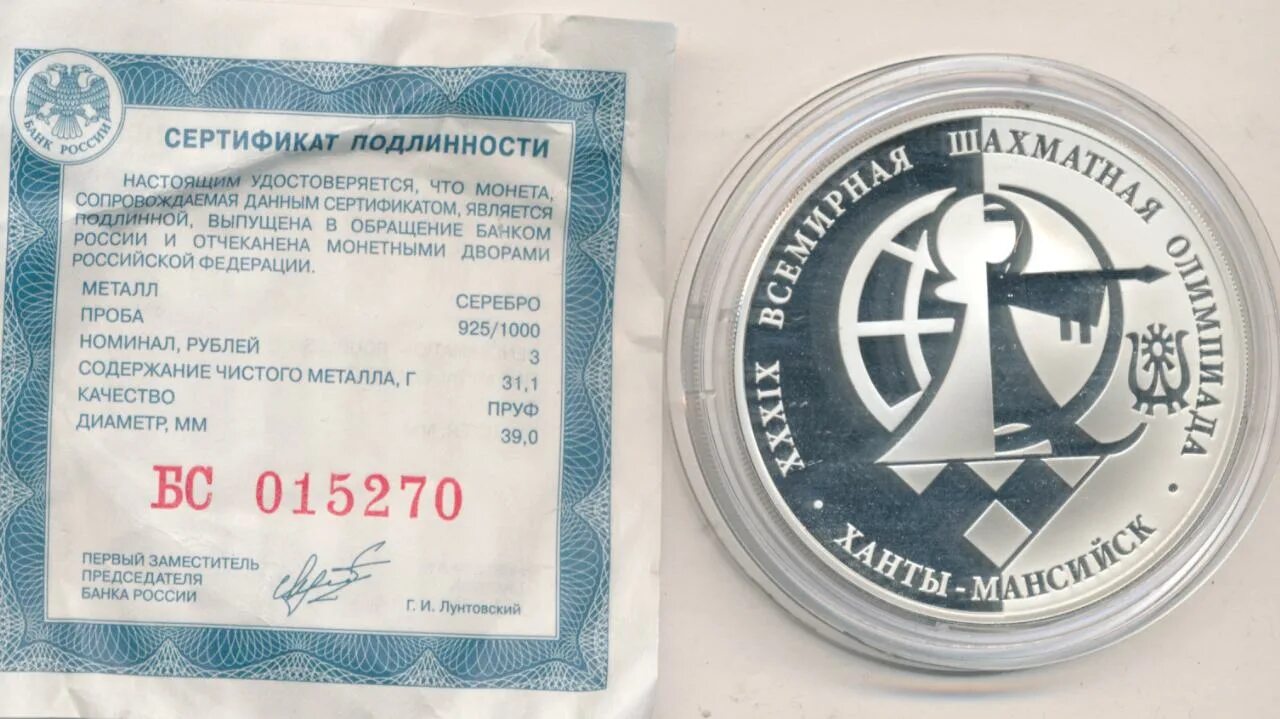 БАНК РОССИИ
СЕРТИФИКАТ ПОДЛИННОСТИ
НАСТОЯЩИМ УДОСТОВЕРЯЕТСЯ, ЧТО МОНЕТА,
СОПРОВОЖДАЕМАЯ ДАННЫМ СЕРТИФИКАТОМ, ЯВЛЯЕТСЯ
ПОДЛИННОЙ, ВЫПУЩЕНА В ОБРАЩЕНИЕ БАНКОМ
РОССИИ И ОТЧЕКАНЕНА МОНЕТНЫМИ ДВОРАМИ
РОССИЙСКОЙ ФЕДЕРАЦИИ.
МЕТАЛЛ СЕРЕБРО
ПРОБА 925/1000
НОМИНАЛ, РУБЛЕЙ 3
СОДЕРЖАНИЕ ЧИСТОГО МЕТАЛЛА, Г 31,1
КАЧЕСТВО ПРУФ
ДИАМЕТР, ММ 39,0
БС 015270
ПЕРВЫЙ ЗАМЕСТИТЕЛЬ
ПРЕДСЕДАТЕЛЯ
БАНКА РОССИИ
Г. И. Лунтовский
XXXIX ВСЕМИРНАЯ ШАХМАТНАЯ ОЛИМПИАДА
· ХАНТЫ-МАНСИЙСК ·